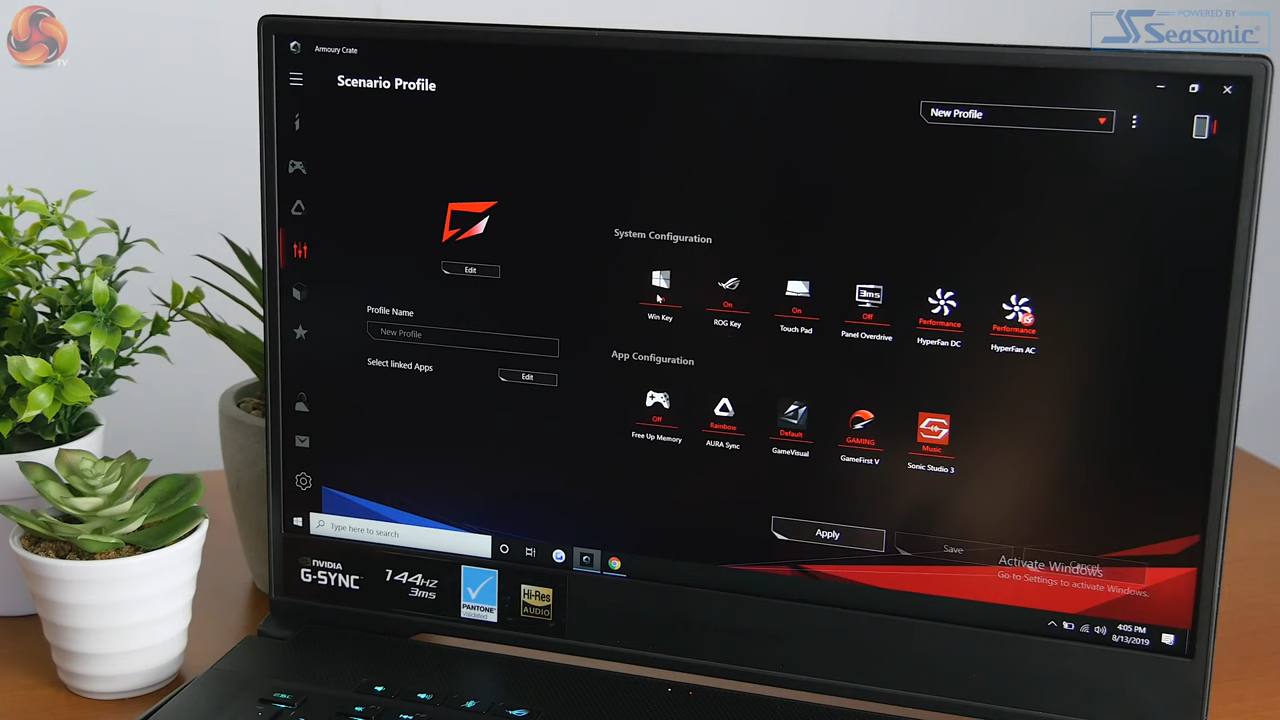 TV
POWERED BY
Seasonic
Armoury Crate
Scenario Profile
New Profile
System Configuration
Edit
Win Key
On
ROG Key
On
Touch Pad
3ms
Off
Panel Overdrive
Performance
HyperFan DC
Performance
HyperFan AC
Profile Name
New Profile
Select linked Apps
Edit
App Configuration
Off
Free Up Memory
Rainbow
AURA Sync
Default
GameVisual
GAMING
GameFirst V
Music
Sonic Studio 3
Apply
Save
Cancel
Activate Windows
Go to Settings to activate Windows.
Type here to search
4:05 PM
8/13/2019
NVIDIA
G-SYNC
144HZ
3ms
PANTONE
Validated
Hi-Res
AUDIO
ESC